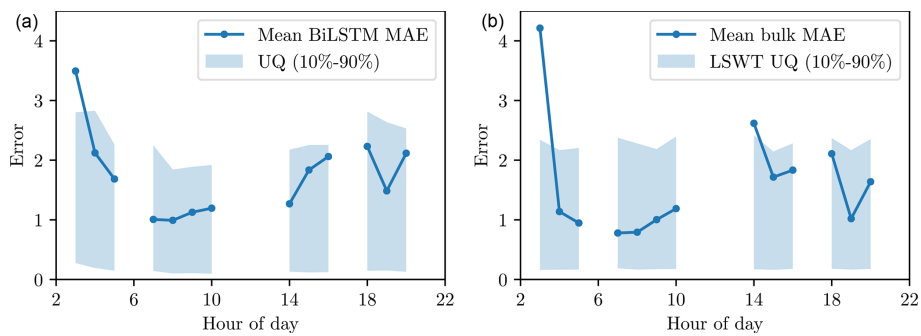 (a)
Mean BiLSTM MAE
UQ (10%-90%)
Error
4
3
2
1
0
2 6 10 14 18 22
Hour of day
(b)
Mean bulk MAE
LSWT UQ (10%-90%)
Error
4
3
2
1
0
2 6 10 14 18 22
Hour of day